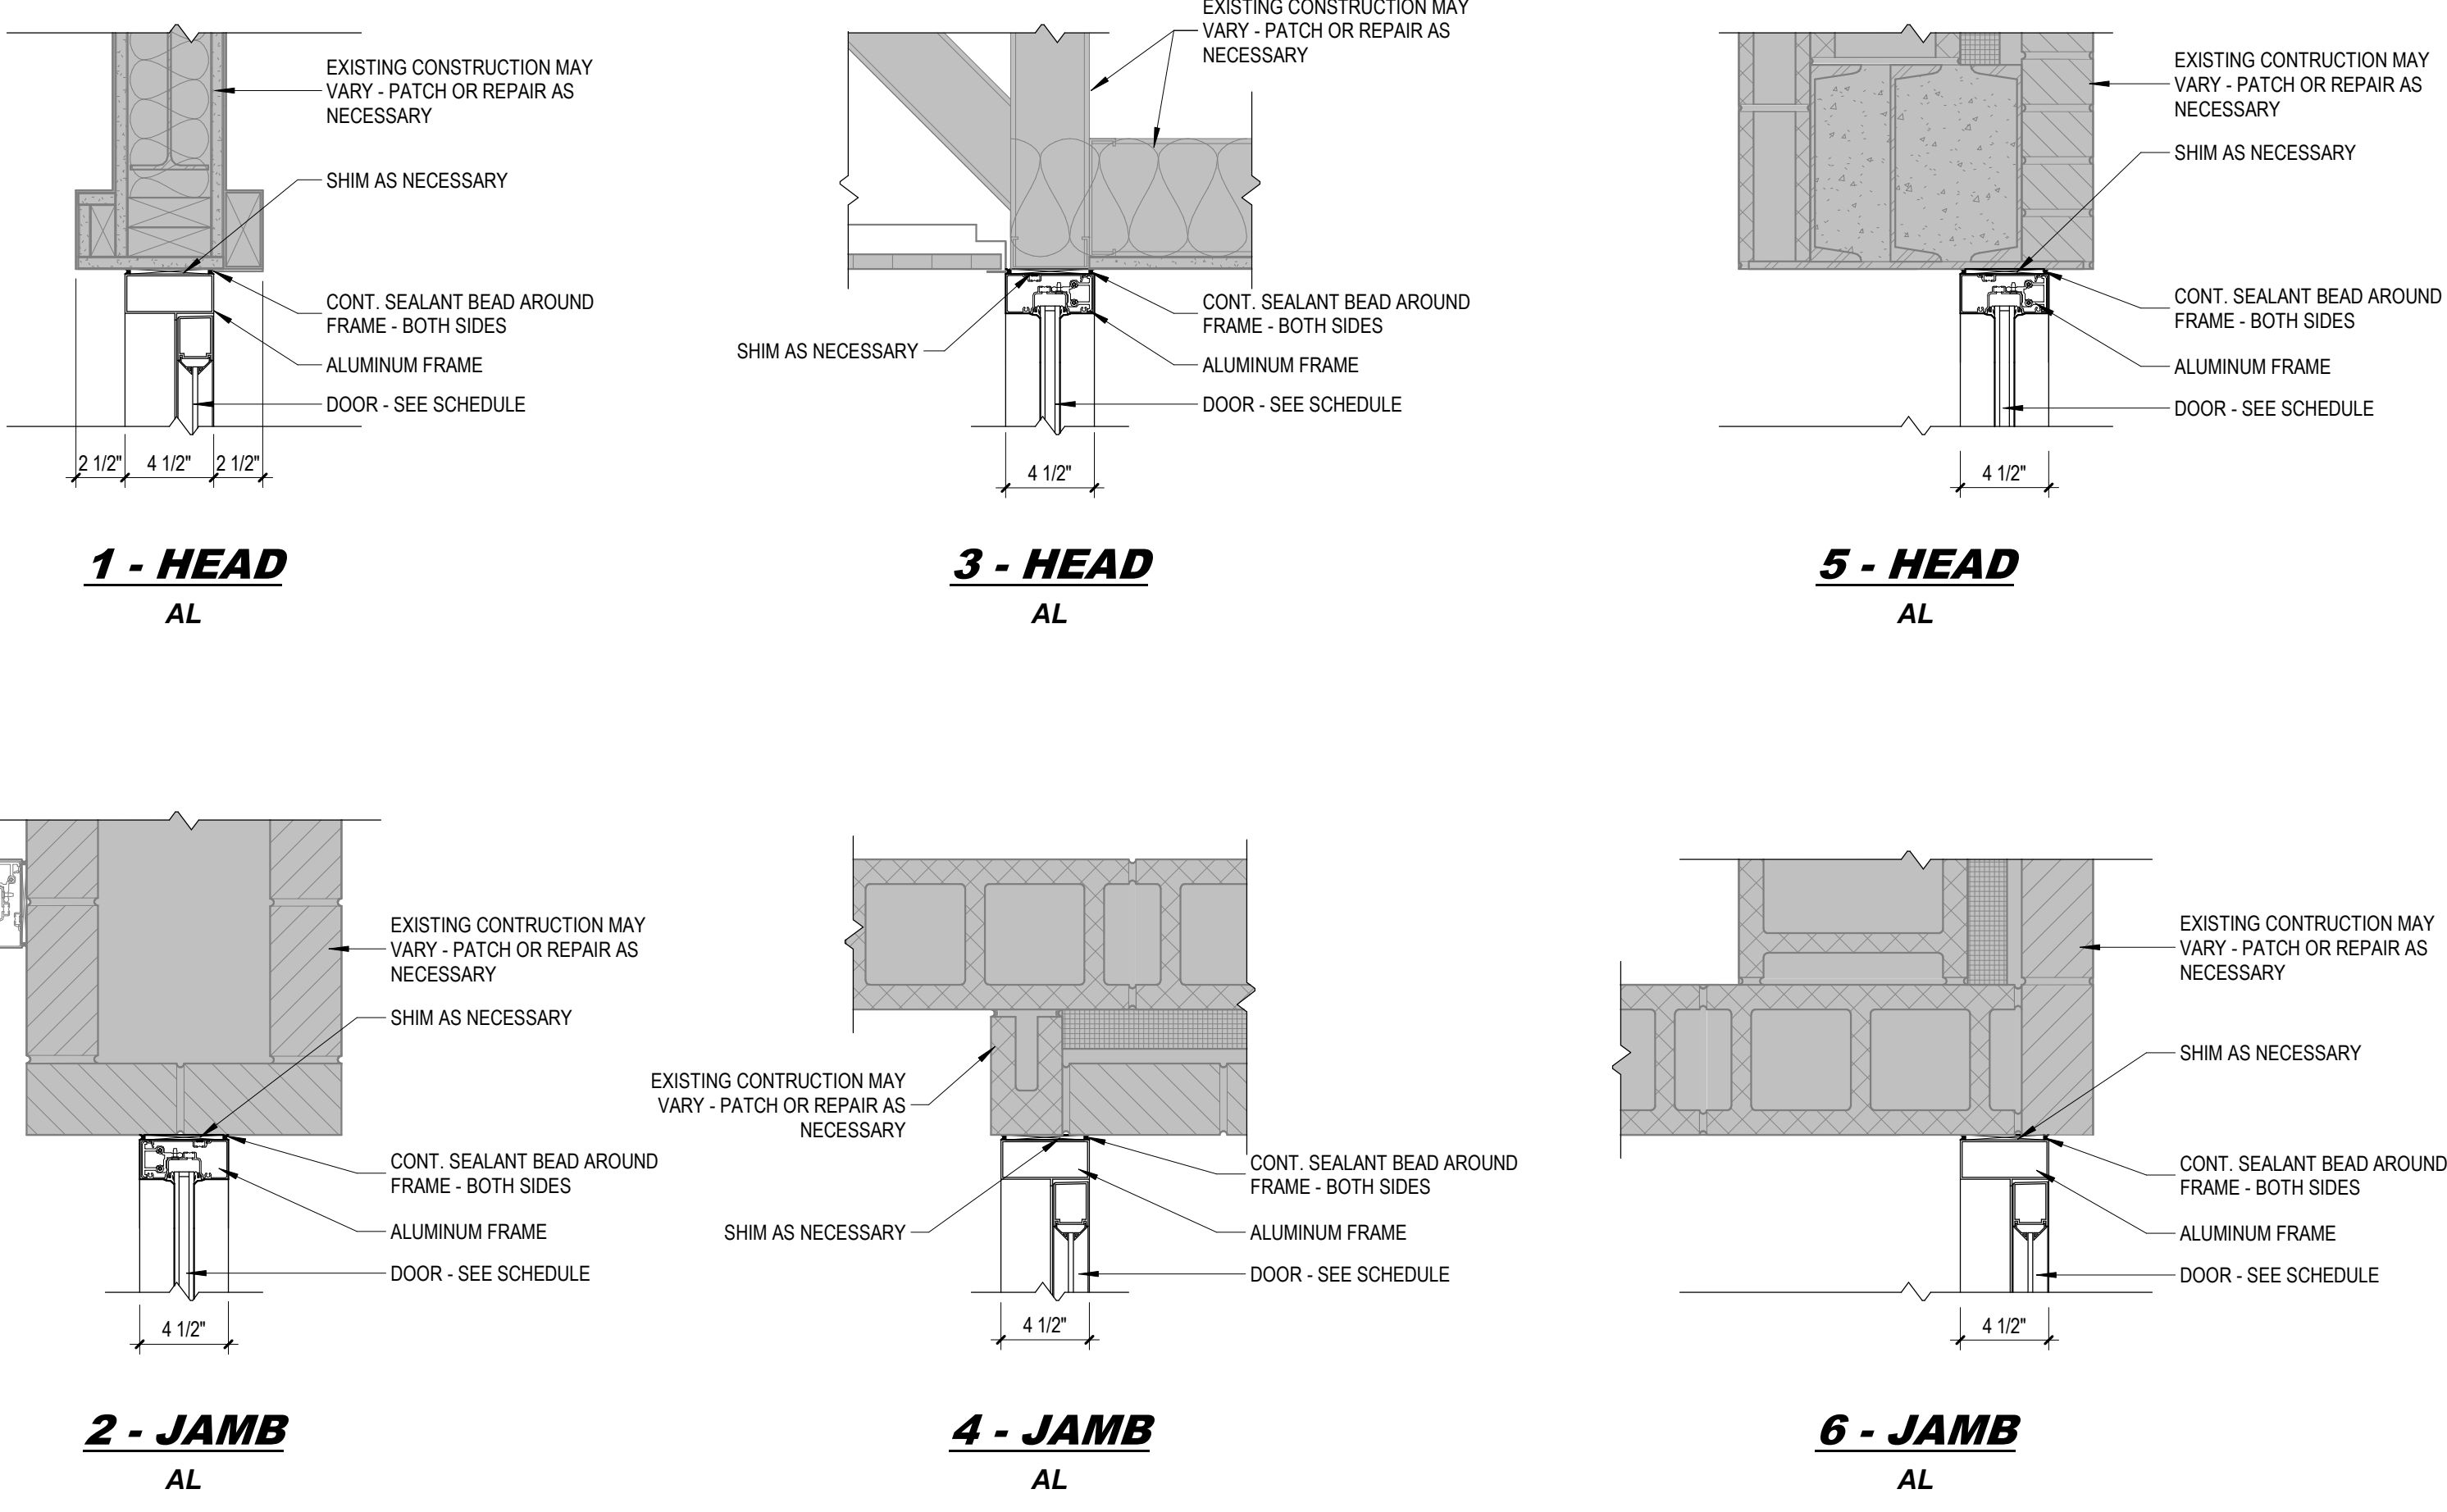 EXISTING CONSTRUCTION MAY
VARY - PATCH OR REPAIR AS
NECESSARY
SHIM AS NECESSARY
CONT. SEALANT BEAD AROUND
FRAME - BOTH SIDES
ALUMINUM FRAME
DOOR - SEE SCHEDULE
2 1/2" 4 1/2" 2 1/2"
1 - HEAD
AL
EXISTING CONSTRUCTION MAY
VARY - PATCH OR REPAIR AS
NECESSARY
CONT. SEALANT BEAD AROUND
FRAME - BOTH SIDES
SHIM AS NECESSARY
ALUMINUM FRAME
DOOR - SEE SCHEDULE
4 1/2"
3 - HEAD
AL
EXISTING CONTRUCTION MAY
VARY - PATCH OR REPAIR AS
NECESSARY
SHIM AS NECESSARY
CONT. SEALANT BEAD AROUND
FRAME - BOTH SIDES
ALUMINUM FRAME
DOOR - SEE SCHEDULE
4 1/2"
5 - HEAD
AL
EXISTING CONTRUCTION MAY
VARY - PATCH OR REPAIR AS
NECESSARY
SHIM AS NECESSARY
CONT. SEALANT BEAD AROUND
FRAME - BOTH SIDES
ALUMINUM FRAME
DOOR - SEE SCHEDULE
4 1/2"
2 - JAMB
AL
EXISTING CONTRUCTION MAY
VARY - PATCH OR REPAIR AS
NECESSARY
CONT. SEALANT BEAD AROUND
FRAME - BOTH SIDES
SHIM AS NECESSARY
ALUMINUM FRAME
DOOR - SEE SCHEDULE
4 1/2"
4 - JAMB
AL
EXISTING CONTRUCTION MAY
VARY - PATCH OR REPAIR AS
NECESSARY
SHIM AS NECESSARY
CONT. SEALANT BEAD AROUND
FRAME - BOTH SIDES
ALUMINUM FRAME
DOOR - SEE SCHEDULE
4 1/2"
6 - JAMB
AL